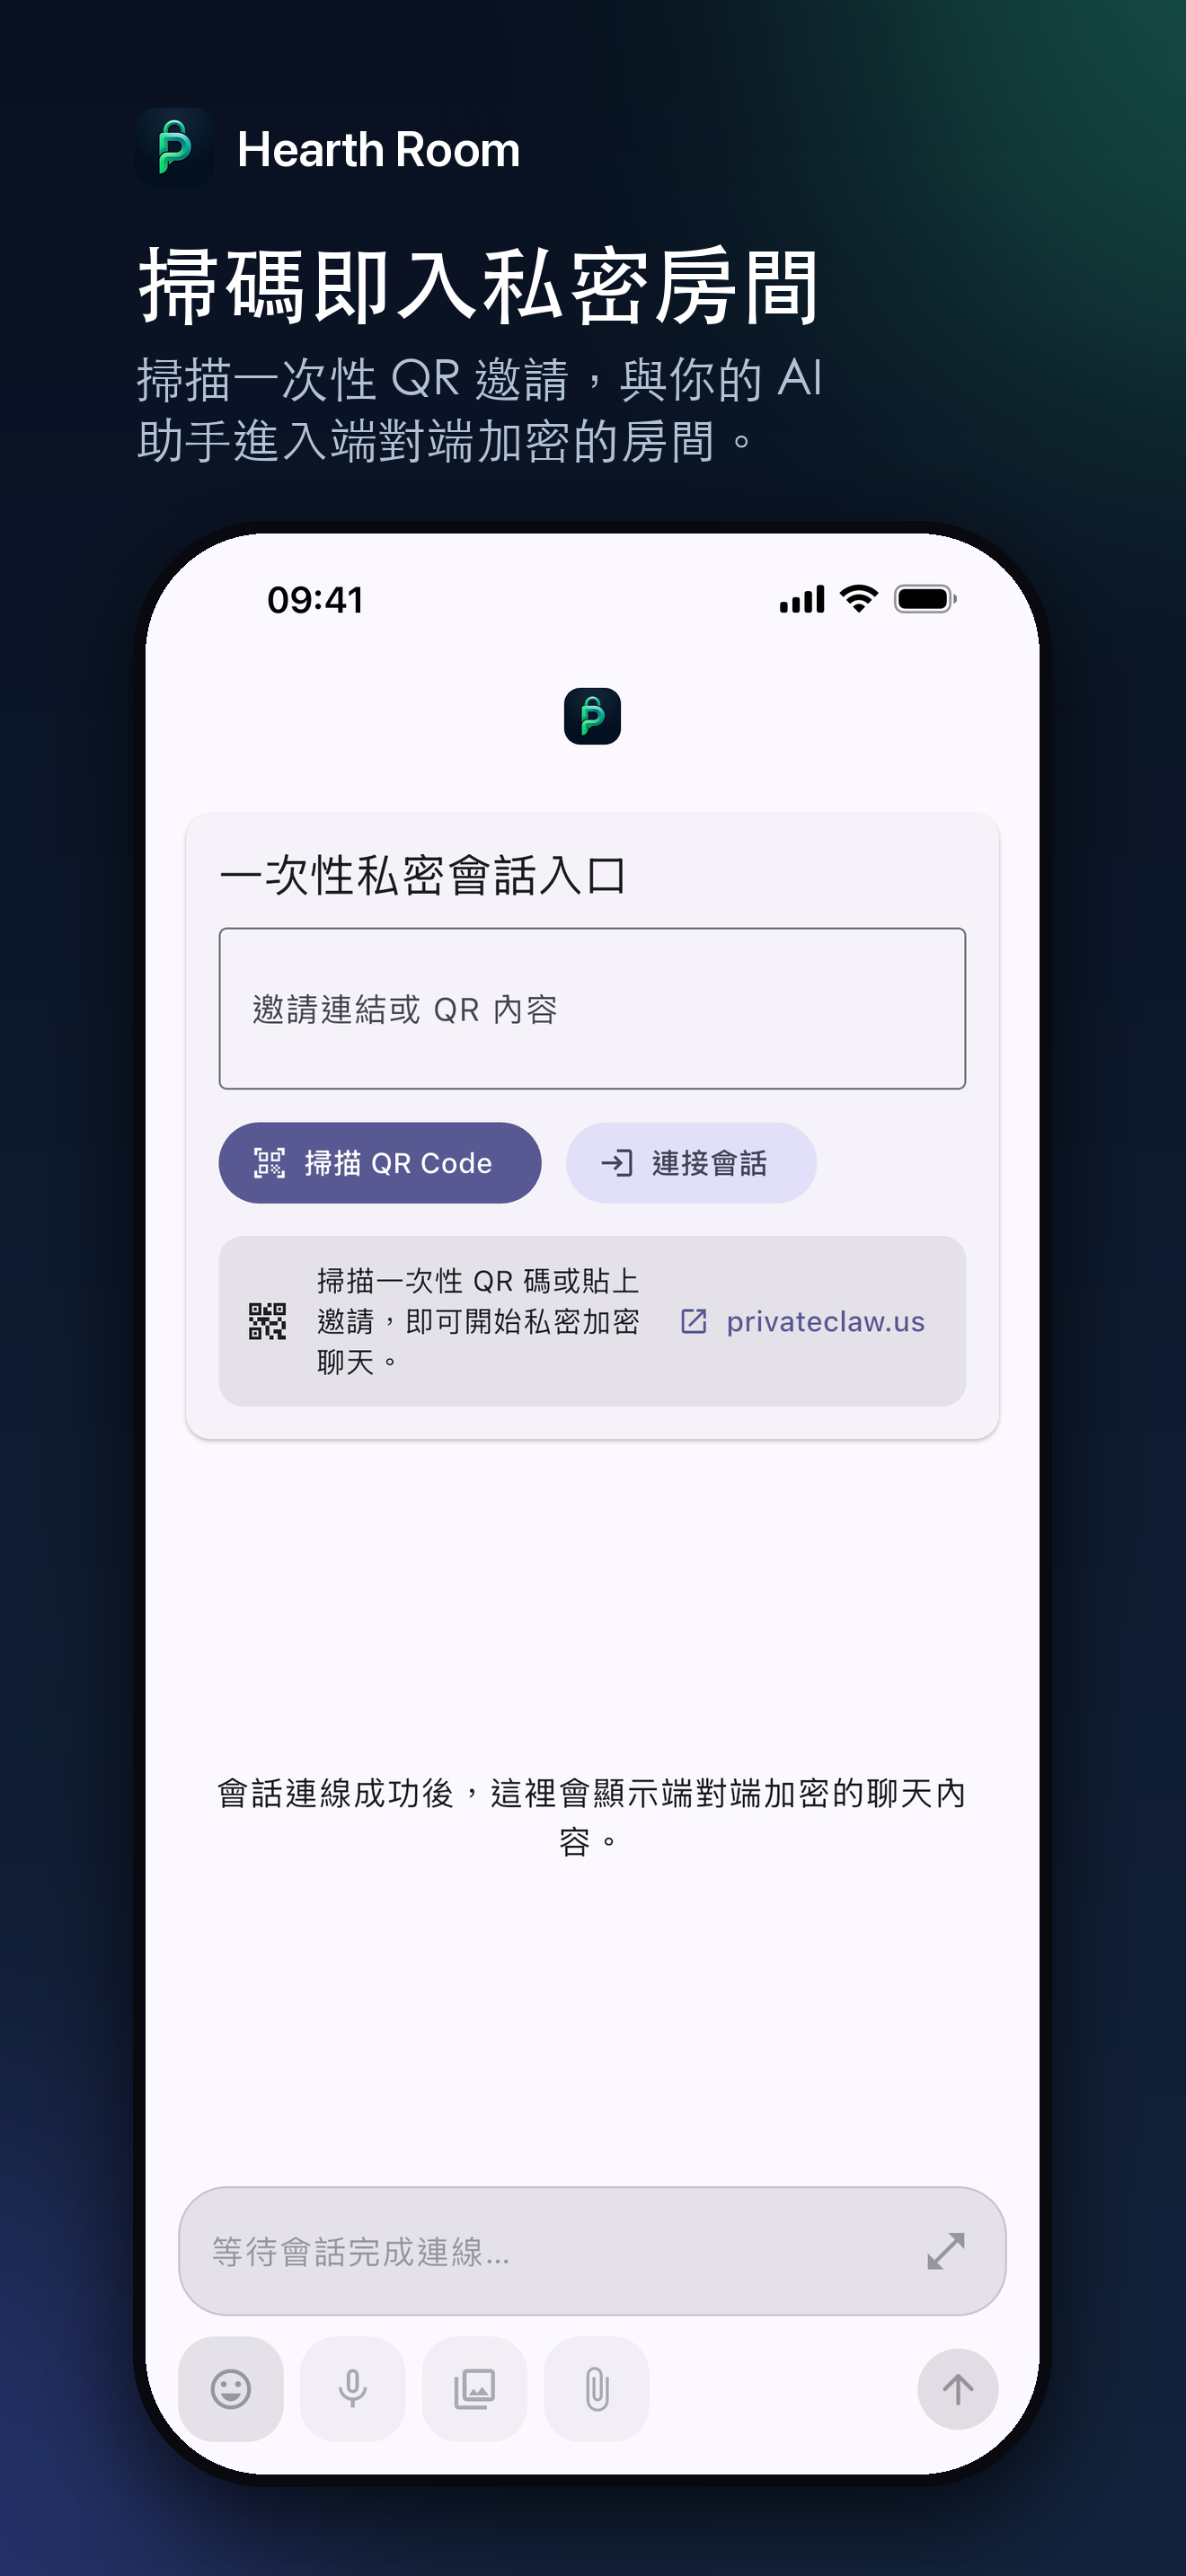 Hearth Room
掃碼即入私密房間
掃描一次性 QR 邀請，與你的 AI
助手進入端對端加密的房間。
09:41
一次性私密會話入口
邀請連結或 QR 內容
掃描 QR Code
連接會話
掃描一次性 QR 碼或貼上
邀請，即可開始私密加密
聊天。
privateclaw.us
會話連線成功後，這裡會顯示端對端加密的聊天內
容。
等待會話完成連線...